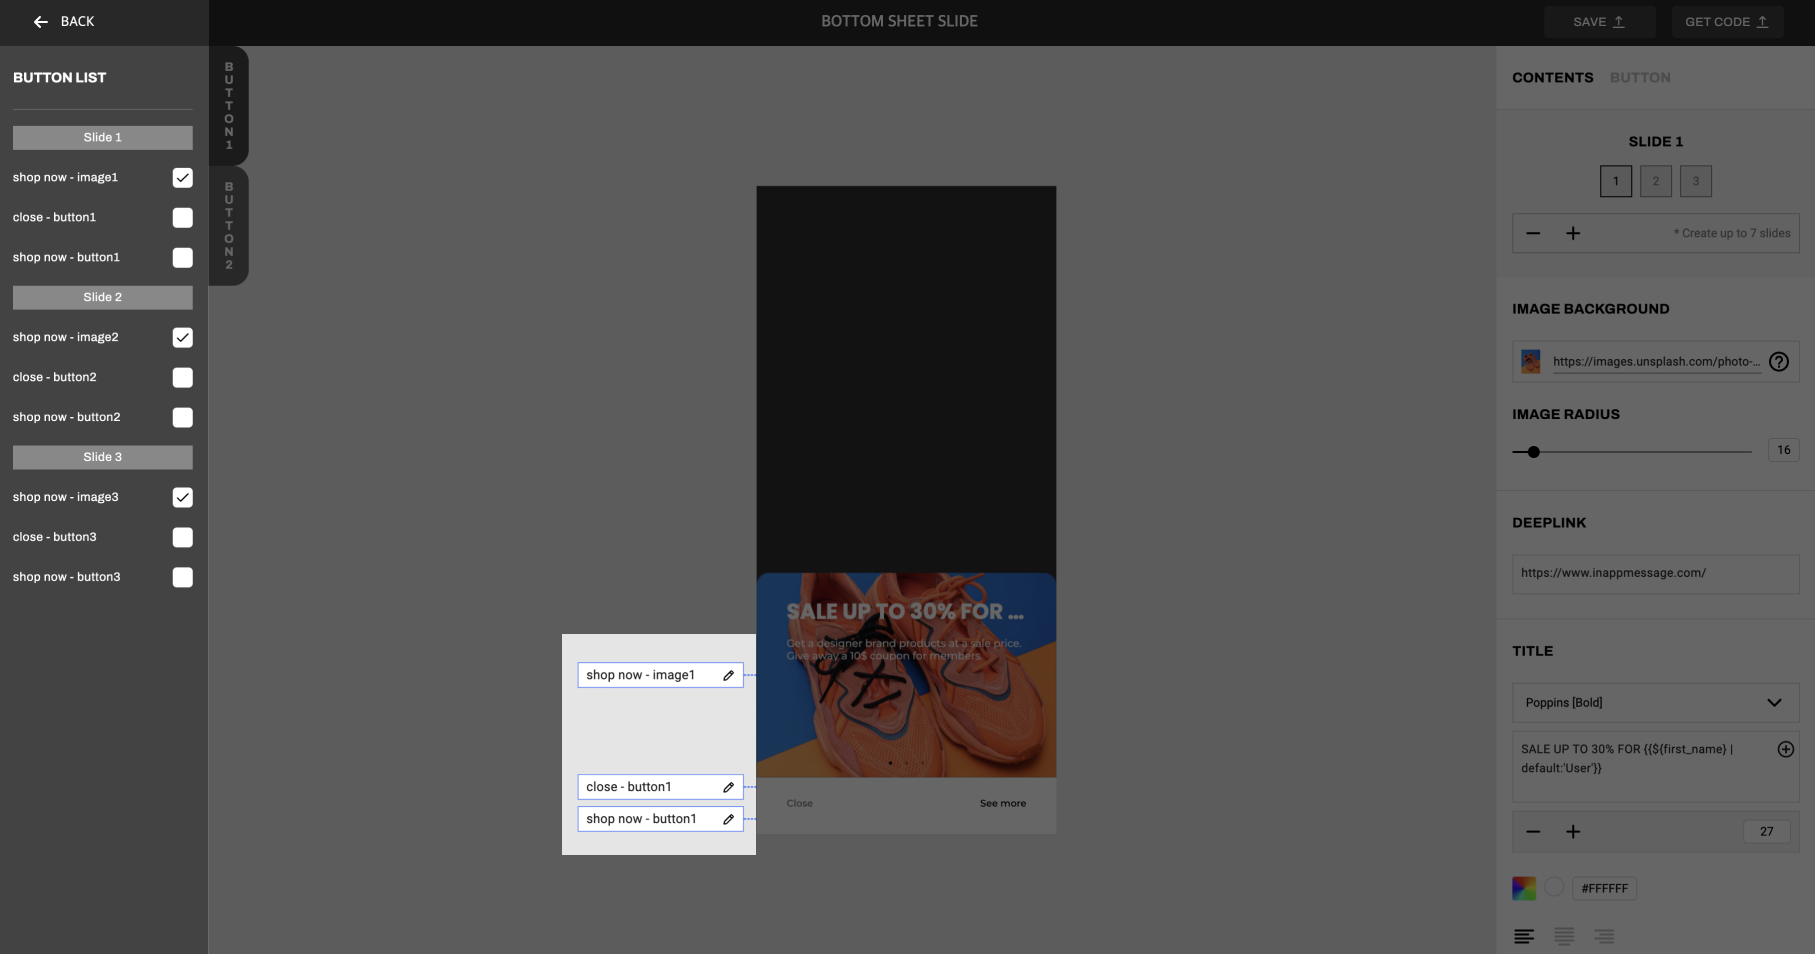 BACK
BOTTOM SHEET SLIDE
SAVE
GET CODE
BUTTON LIST
Slide 1
shop now - image1
close - button1
shop now - button1
Slide 2
shop now - image2
close - button2
shop now - button2
Slide 3
shop now - image3
close - button3
shop now - button3
BUTTON1
BUTTON2
shop now - image1
close - button1
shop now - button1
SALE UP TO 30% FOR ...
Get a designer brand products at a sale price.
Give away a 10$ coupon for members.
Close
See more
CONTENTS
BUTTON
SLIDE 1
1
2
3
* Create up to 7 slides
IMAGE BACKGROUND
https://images.unsplash.com/photo-...
IMAGE RADIUS
16
DEEPLINK
https://www.inappmessage.com/
TITLE
Poppins [Bold]
SALE UP TO 30% FOR {{${first_name} |
default:'User'}}
27
#FFFFFF